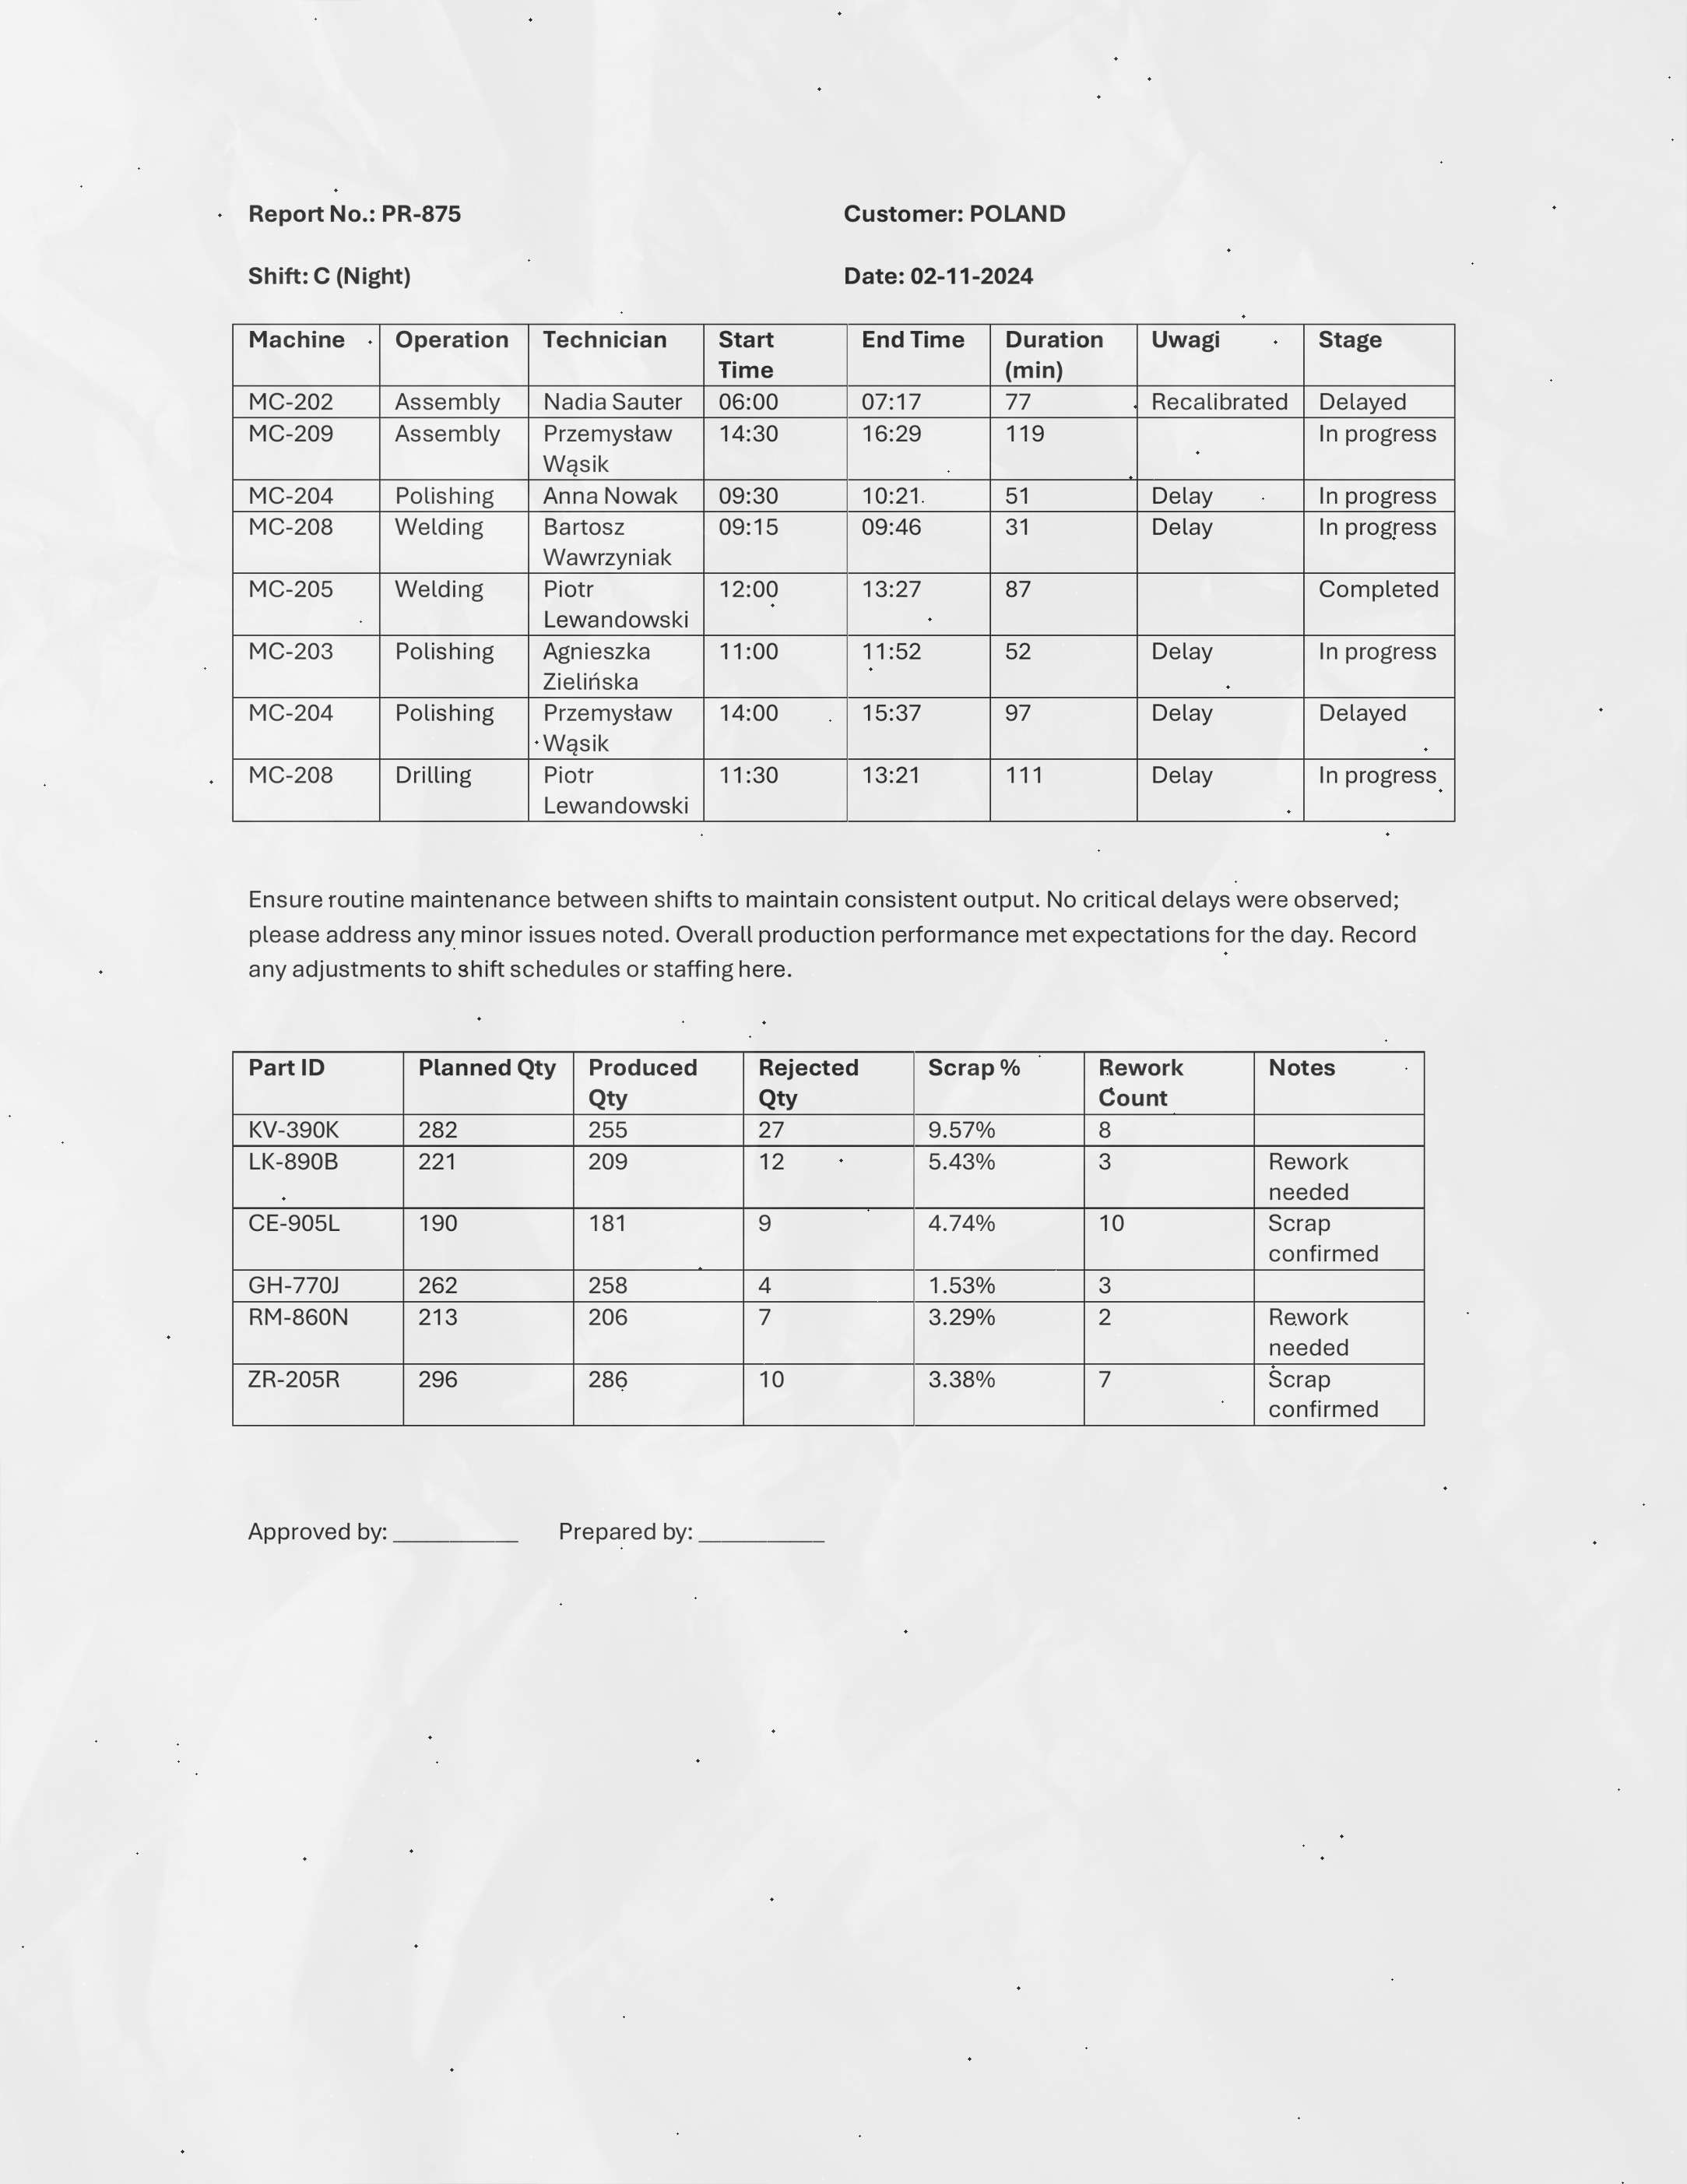 Report No.: PR-875 Customer: POLAND
Shift: C (Night) Date: 02-11-2024
Machine Operation Technician Start Time End Time Duration (min) Uwagi Stage
MC-202 Assembly Nadia Sauter 06:00 07:17 77 Recalibrated Delayed
MC-209 Assembly Przemysław Wąsik 14:30 16:29 119 In progress
MC-204 Polishing Anna Nowak 09:30 10:21 51 Delay In progress
MC-208 Welding Bartosz Wawrzyniak 09:15 09:46 31 Delay In progress
MC-205 Welding Piotr Lewandowski 12:00 13:27 87 Completed
MC-203 Polishing Agnieszka Zielińska 11:00 11:52 52 Delay In progress
MC-204 Polishing Przemysław Wąsik 14:00 15:37 97 Delay Delayed
MC-208 Drilling Piotr Lewandowski 11:30 13:21 111 Delay In progress
Ensure routine maintenance between shifts to maintain consistent output. No critical delays were observed;
please address any minor issues noted. Overall production performance met expectations for the day. Record
any adjustments to shift schedules or staffing here.
Part ID Planned Qty Produced Qty Rejected Qty Scrap % Rework Count Notes
KV-390K 282 255 27 9.57% 8
LK-890B 221 209 12 5.43% 3 Rework needed
CE-905L 190 181 9 4.74% 10 Scrap confirmed
GH-770J 262 258 4 1.53% 3
RM-860N 213 206 7 3.29% 2 Rework needed
ZR-205R 296 286 10 3.38% 7 Scrap confirmed
Approved by: ___________ Prepared by: ___________